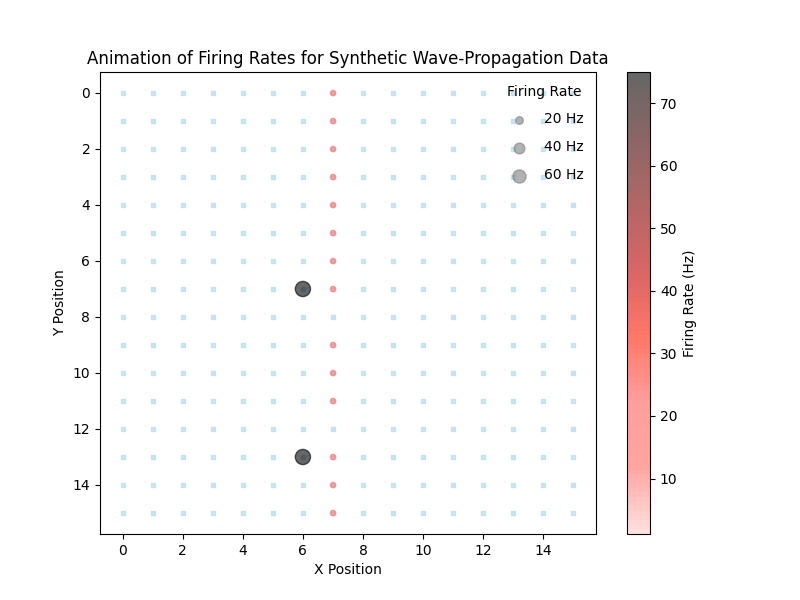 Animation of Firing Rates for Synthetic Wave-Propagation Data
Firing Rate
20 Hz
40 Hz
60 Hz
0
2
4
6
8
10
12
14
Y Position
0 2 4 6 8 10 12 14
X Position
70
60
50
40
30
20
10
Firing Rate (Hz)